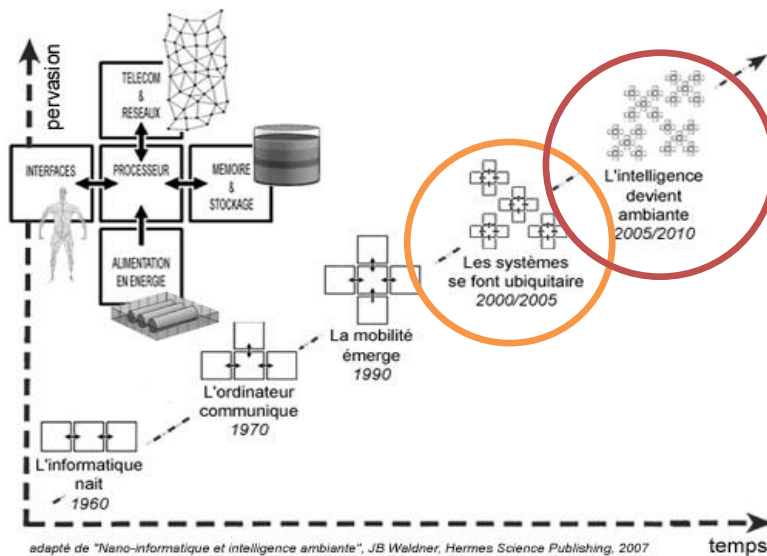 pervasion
TELECOM
&
RESEAUX
INTERFACES
PROCESSEUR
MEMOIRE
&
STOCKAGE
ALIMENTATION
EN ENERGIE
L'intelligence
devient
ambiante
2005/2010
Les systèmes
se font ubiquitaire
2000/2005
La mobilité
émerge
1990
L'ordinateur
communique
1970
L'informatique
nait
1960
adapté de "Nano-informatique et intelligence ambiante", JB Waldner, Hermes Science Publishing, 2007
temps